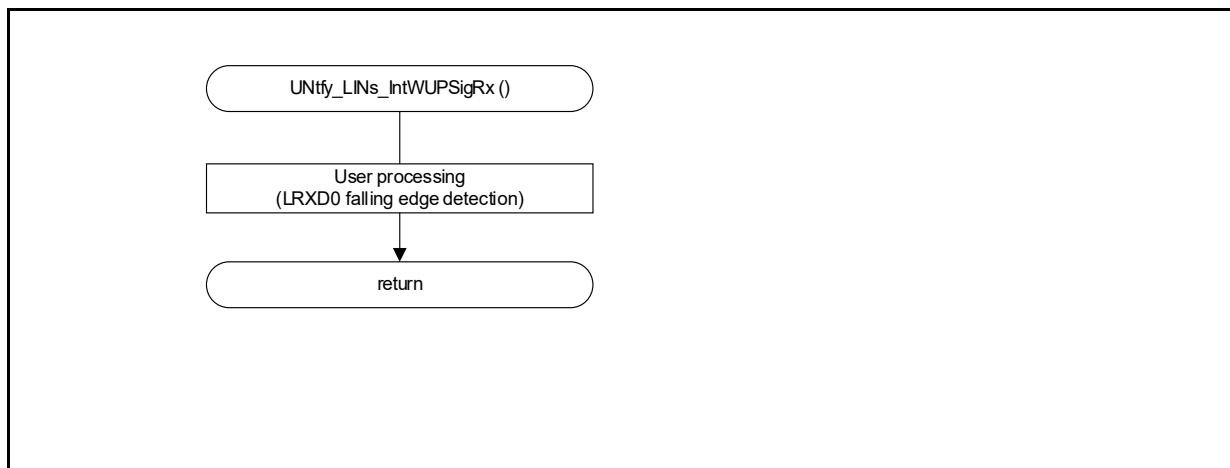 UNtfy_LINs_IntWUPSigRx ()
User processing
(LRXD0 falling edge detection)
return